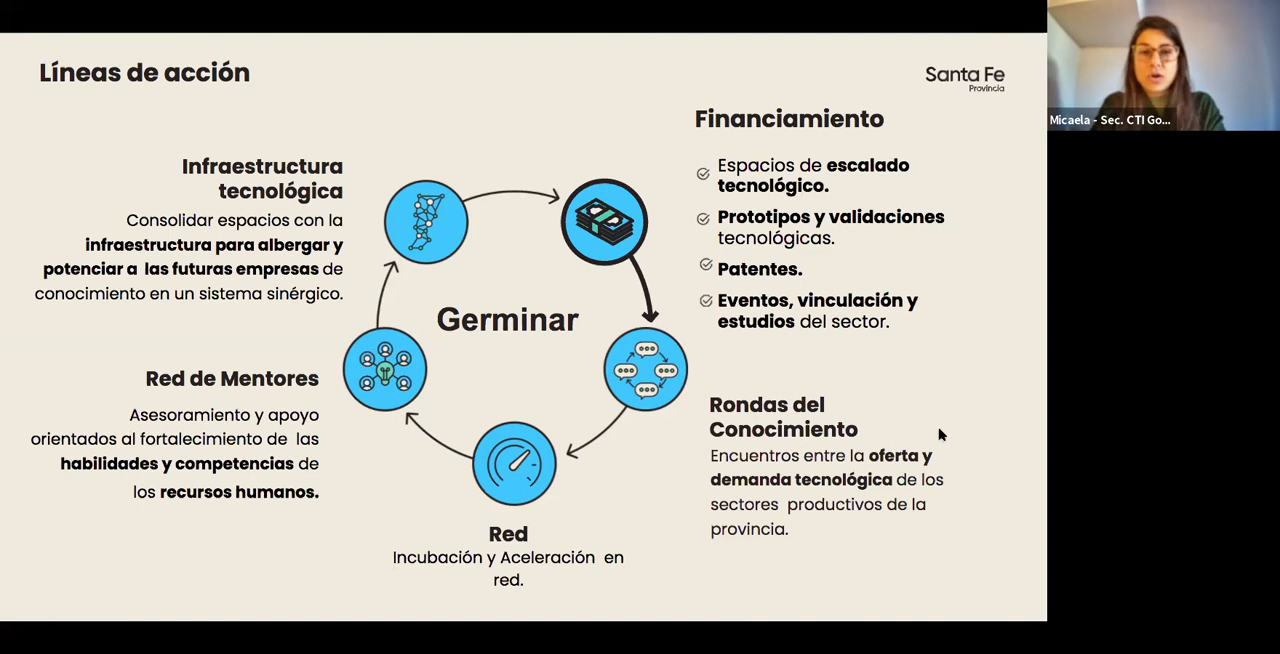 Líneas de acción
Santa Fe
Provincia
Infraestructura
tecnológica
Consolidar espacios con la
infraestructura para albergar y
potenciar a las futuras empresas de
conocimiento en un sistema sinérgico.
Financiamiento
Espacios de escalado
tecnológico.
Prototipos y validaciones
tecnológicas.
Patentes.
Eventos, vinculación y
estudios del sector.
Germinar
Red de Mentores
Asesoramiento y apoyo
orientados al fortalecimiento de las
habilidades y competencias de
los recursos humanos.
Rondas del
Conocimiento
Encuentros entre la oferta y
demanda tecnológica de los
sectores productivos de la
provincia.
Red
Incubación y Aceleración en
red.
Micaela - Sec. CTI Go...